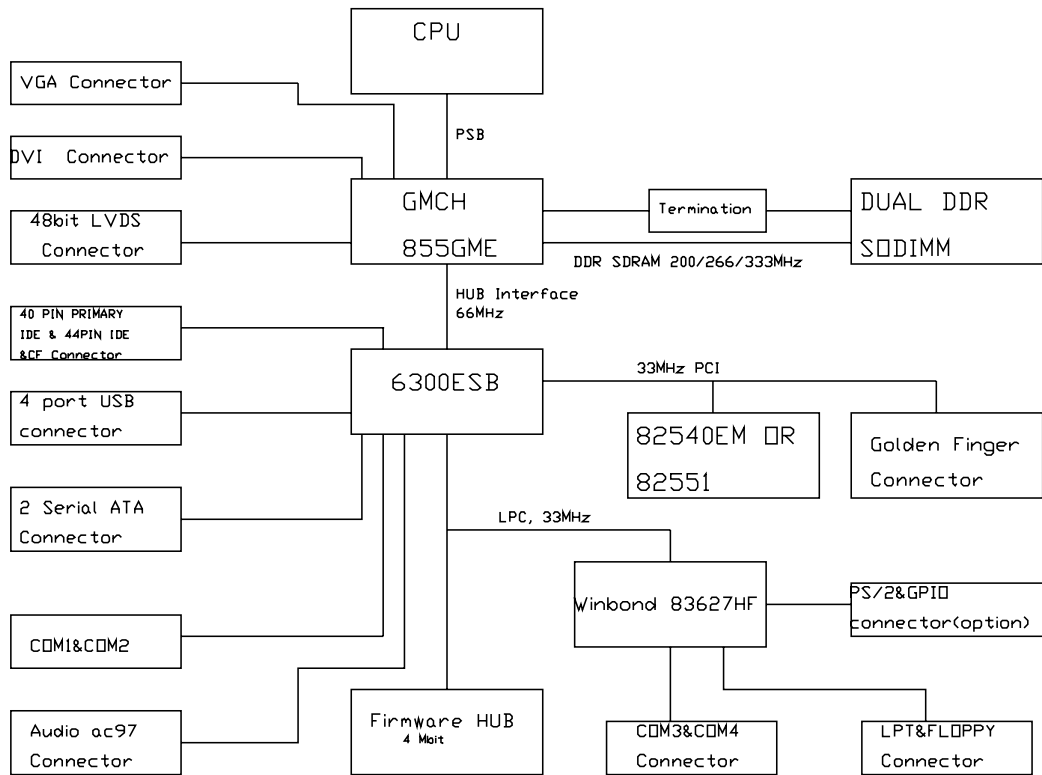 CPU
VGA Connector
PSB
DVI Connector
GMCH
855GME
Termination
DUAL DDR
SODIMM
48bit LVDS
Connector
DDR SDRAM 200/266/333MHz
HUB Interface
66MHz
40 PIN PRIMARY
IDE & 44PIN IDE
&CF Connector
6300ESB
33MHz PCI
4 port USB
connector
82540EM OR
82551
Golden Finger
Connector
2 Serial ATA
Connector
LPC, 33MHz
Winbond 83627HF
PS/2&GPIO
connector(option)
COM1&COM2
Audio ac97
Connector
Firmware HUB
4 Mbit
COM3&COM4
Connector
LPT&FLOPPY
Connector